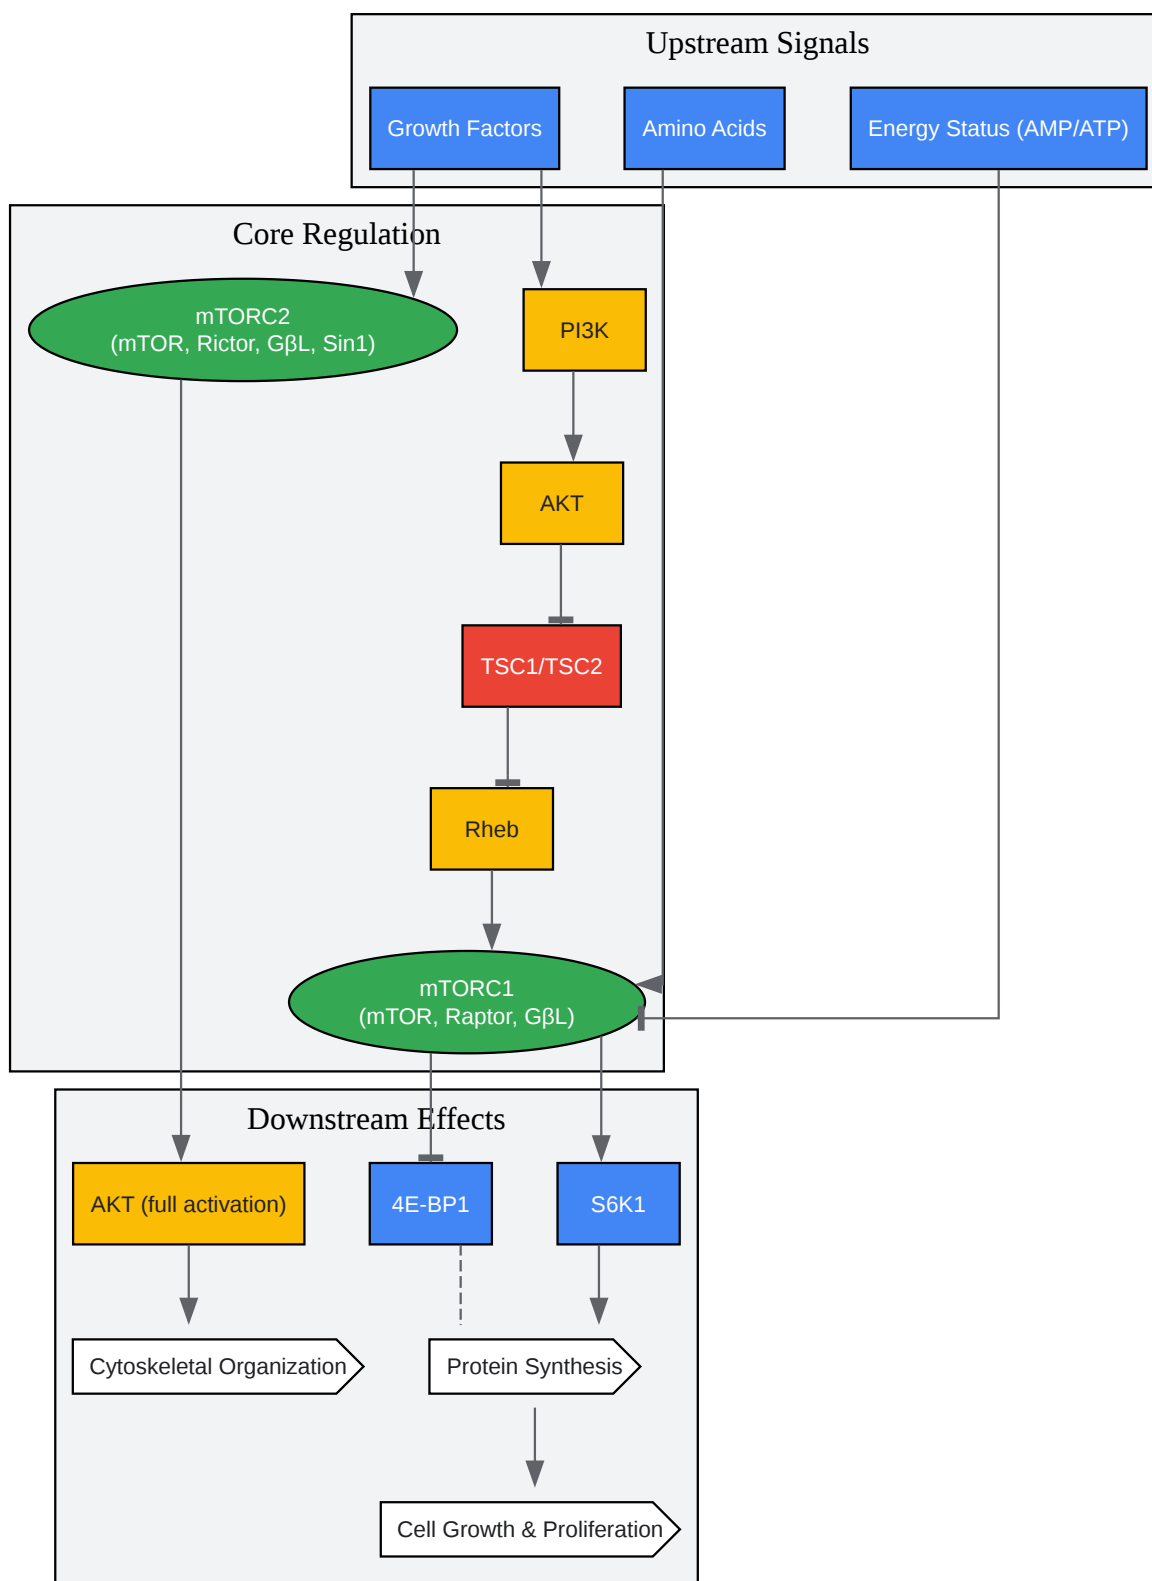 Upstream Signals
Growth Factors
Amino Acids
Energy Status (AMP/ATP)
Core Regulation
mTORC2
(mTOR, Rictor, GβL, Sin1)
PI3K
AKT
TSC1/TSC2
Rheb
mTORC1
(mTOR, Raptor, GβL)
Downstream Effects
AKT (full activation)
4E-BP1
S6K1
Cytoskeletal Organization
Protein Synthesis
Cell Growth & Proliferation